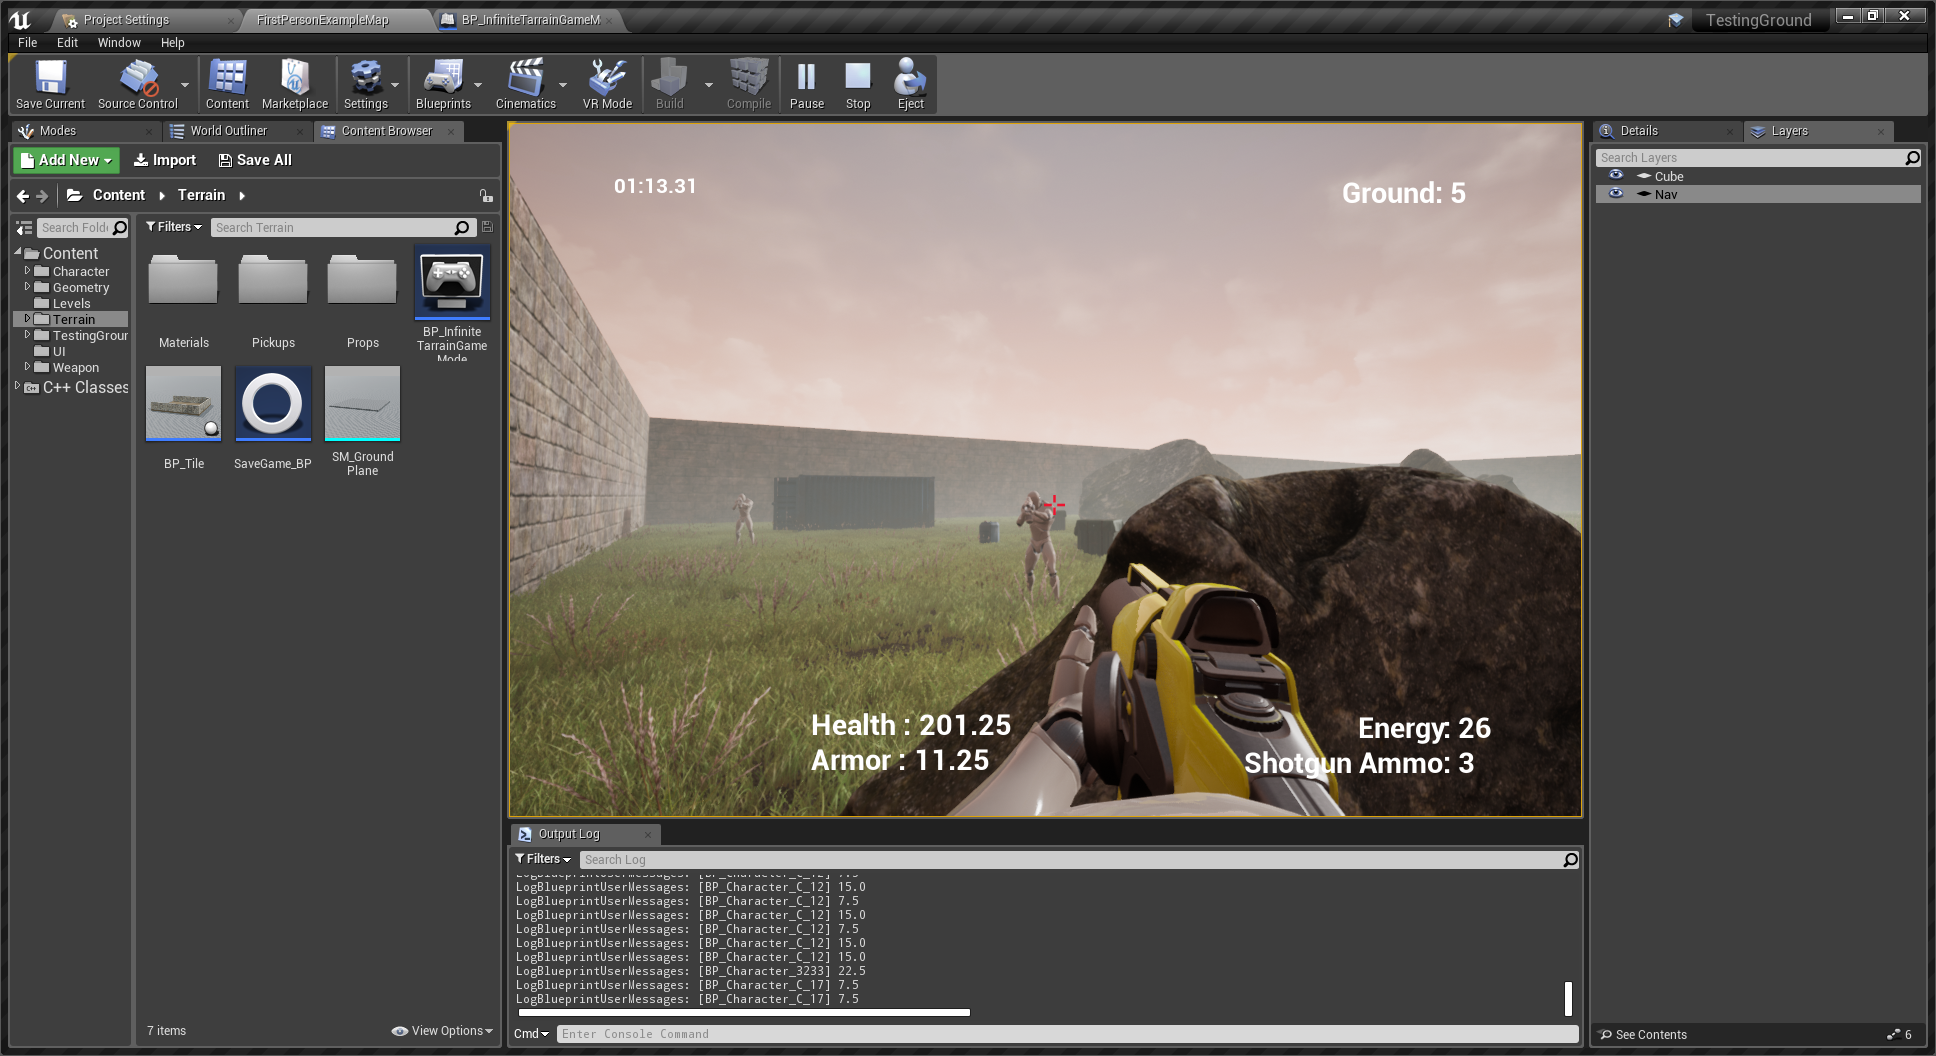 Project Settings
FirstPersonExampleMap
BP_InfiniteTarrainGameM
TestingGround
File Edit Window Help
Save Current
Source Control
Content
Marketplace
Settings
Blueprints
Cinematics
VR Mode
Build
Compile
Pause
Stop
Eject
Modes
World Outliner
Content Browser
Add New
Import
Save All
Content
Terrain
Search Fold
Filters
Search Terrain
Content
Character
Geometry
Levels
Terrain
TestingGrour
UI
Weapon
C++ Classes
Materials
Pickups
Props
BP_Infinite
TarrainGame
Mode
BP_Tile
SaveGame_BP
SM_Ground
Plane
7 items
View Options
01:13.31
Ground: 5
Health : 201.25
Armor : 11.25
Energy: 26
Shotgun Ammo: 3
Output Log
Filters
Search Log
LogBlueprintUserMessages: [BP_Character_C_12] 7.5
LogBlueprintUserMessages: [BP_Character_C_12] 15.0
LogBlueprintUserMessages: [BP_Character_C_12] 7.5
LogBlueprintUserMessages: [BP_Character_C_12] 15.0
LogBlueprintUserMessages: [BP_Character_C_12] 7.5
LogBlueprintUserMessages: [BP_Character_C_12] 15.0
LogBlueprintUserMessages: [BP_Character_C_12] 15.0
LogBlueprintUserMessages: [BP_Character_3233] 22.5
LogBlueprintUserMessages: [BP_Character_C_17] 7.5
LogBlueprintUserMessages: [BP_Character_C_17] 7.5
Cmd
Enter Console Command
Details
Layers
Search Layers
Cube
Nav
See Contents
6